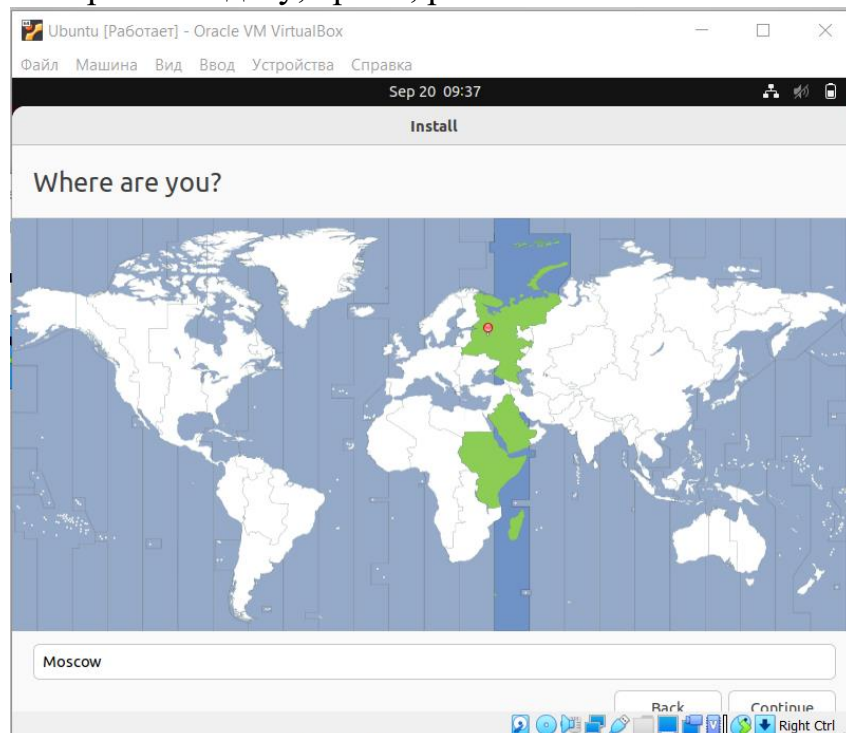 Ubuntu [Работает] - Oracle VM VirtualBox
Файл Машина Вид Ввод Устройства Справка
Sep 20 09:37
Install
Where are you?
Moscow
Back Continue
Right Ctrl